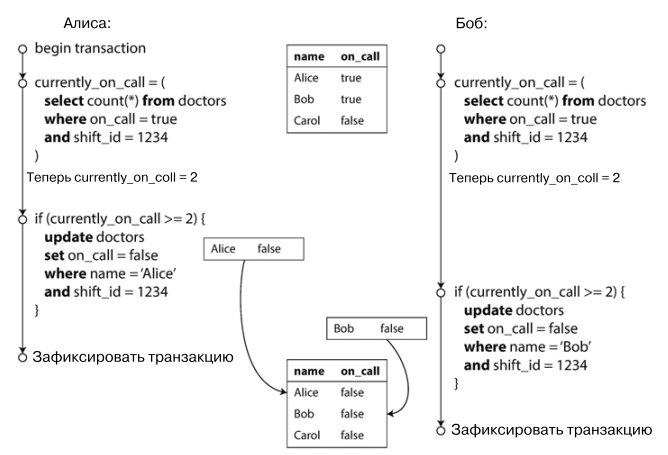 Алиса:
begin transaction
currently_on_call = (
select count(*) from doctors
where on_call = true
and shift_id = 1234
)
Теперь currently_on_coll = 2
if (currently_on_call >= 2) {
update doctors
set on_call = false
where name = ‘Alice’
and shift_id = 1234
}
Зафиксировать транзакцию
name on_call
Alice true
Bob true
Carol false
Alice false
Bob false
name on_call
Alice false
Bob false
Carol false
Боб:
currently_on_call = (
select count(*) from doctors
where on_call = true
and shift_id = 1234
)
Теперь currently_on_coll = 2
if (currently_on_call >= 2) {
update doctors
set on_call = false
where name = ‘Bob’
and shift_id = 1234
}
Зафиксировать транзакцию